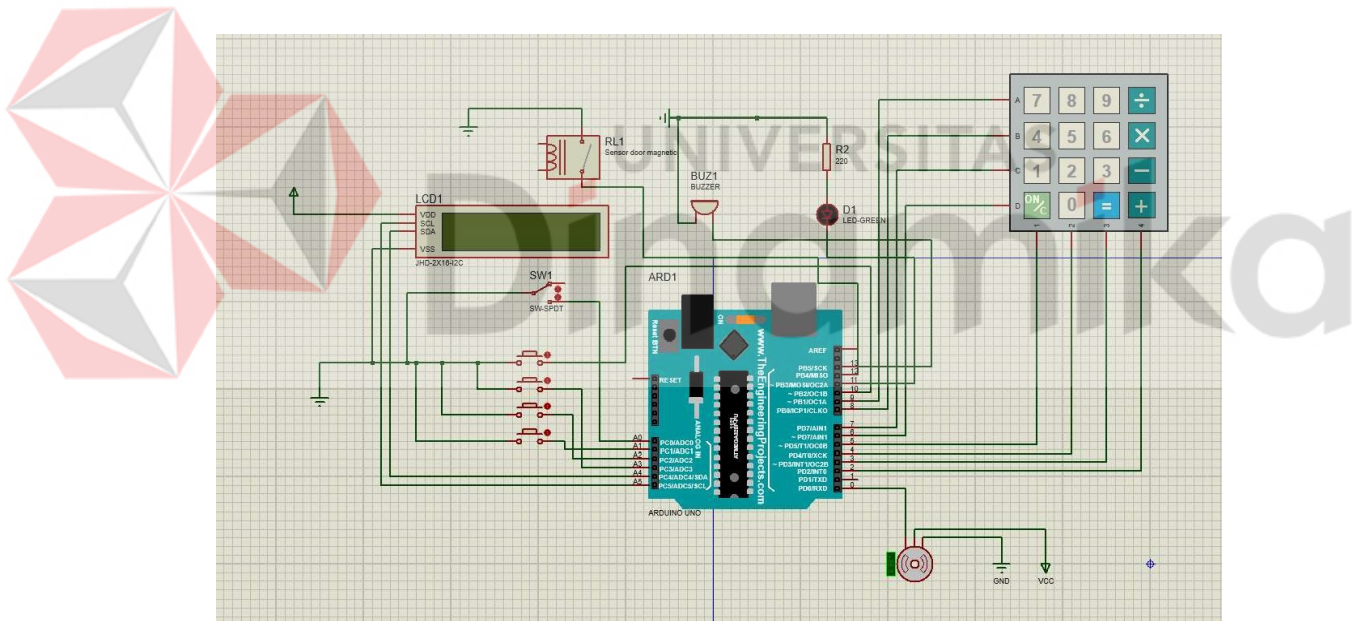 UNIVERSITAS
Dinamika
RL1
Sensor door magnetic
R2
220
BUZ1
BUZZER
D1
LED-GREEN
LCD1
VDD
SCL
SDA
VSS
JHD-2X16-I2C
SW1
SW-SPDT
A
B
C
D
7 8 9 ÷
4 5 6 ×
1 2 3 −
ON/C 0 = +
1 2 3 4
ARD1
Reset BTN
ON
www.TheEngineeringProjects.com
ANALOG IN
RESET
AREF
PB5/SCK
PB4/MISO
~ PB3/MOSI/OC2A
~ PB2/OC1B
~ PB1/OC1A
PB0/ICP1/CLKO
13
12
11
10
9
8
PD7/AIN1
~ PD7/AIN1
~ PD5/T1/OC0B
PD4/T0/XCK
~ PD3/INT1/OC2B
PD2/INT0
PD1/TXD
PD0/RXD
7
6
5
4
3
2
1
0
A0
A1
A2
A3
A4
A5
PC0/ADC0
PC1/ADC1
PC2/ADC2
PC3/ADC3
PC4/ADC4/SDA
PC5/ADC5/SCL
ARDUINO UNO
GND
VCC